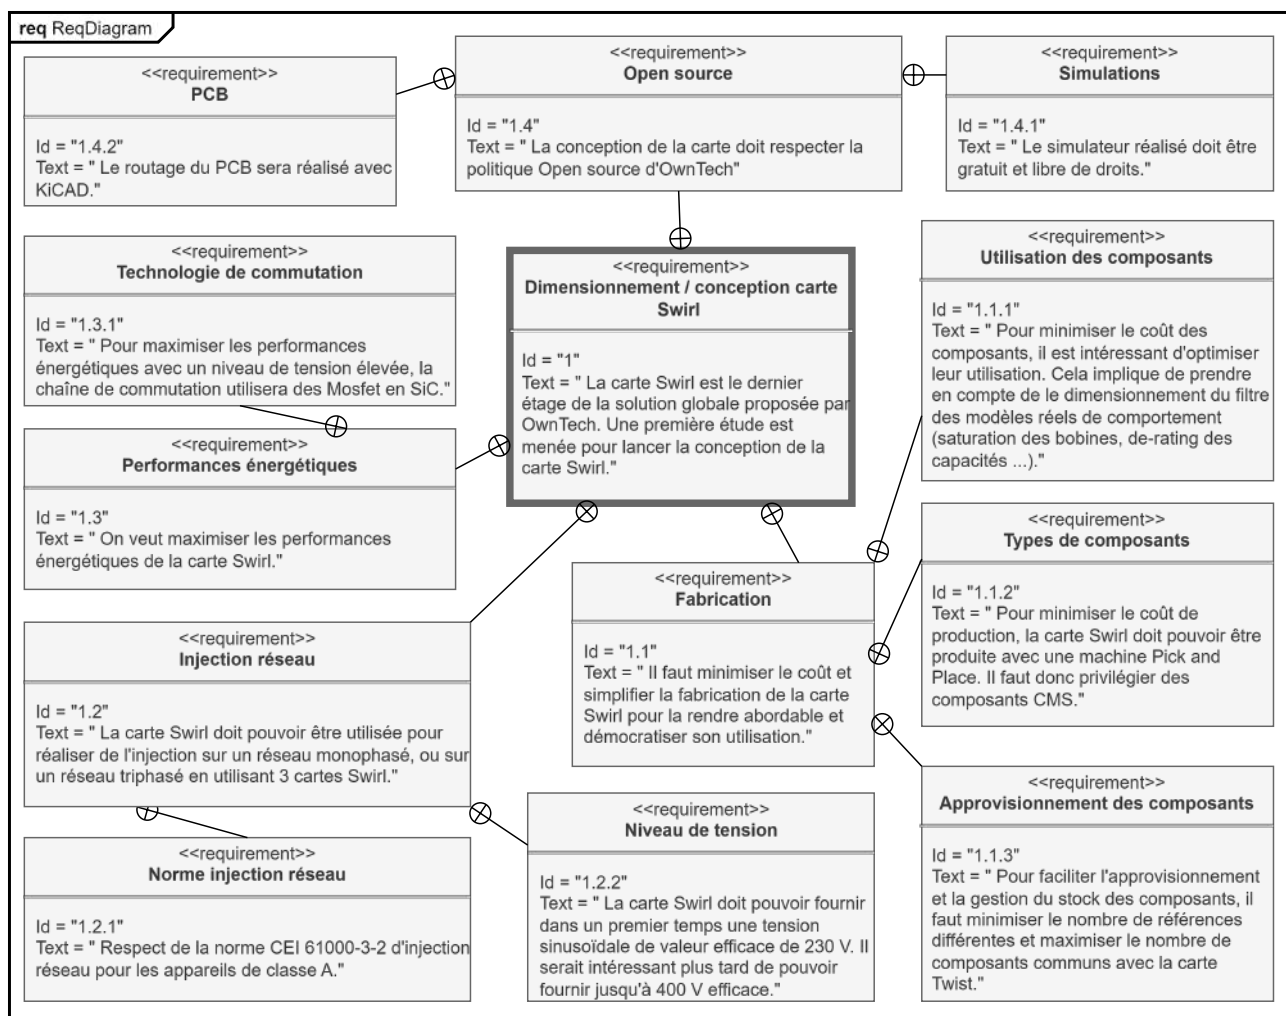 req ReqDiagram
<<requirement>>
PCB
Id = "1.4.2"
Text = " Le routage du PCB sera réalisé avec
KiCAD."
<<requirement>>
Open source
Id = "1.4"
Text = " La conception de la carte doit respecter la
politique Open source d'OwnTech"
<<requirement>>
Simulations
Id = "1.4.1"
Text = " Le simulateur réalisé doit être
gratuit et libre de droits."
<<requirement>>
Technologie de commutation
Id = "1.3.1"
Text = " Pour maximiser les performances
énergétiques avec un niveau de tension élevée, la
chaîne de commutation utilisera des Mosfet en SiC."
<<requirement>>
Dimensionnement / conception carte
Swirl
Id = "1"
Text = " La carte Swirl est le dernier
étage de la solution globale proposée par
OwnTech. Une première étude est
menée pour lancer la conception de la
carte Swirl."
<<requirement>>
Utilisation des composants
Id = "1.1.1"
Text = " Pour minimiser le coût des
composants, il est intéressant d'optimiser
leur utilisation. Cela implique de prendre
en compte de le dimensionement du filtre
des modèles réels de comportement
(saturation des bobines, de-rating des
capacités ...)."
<<requirement>>
Performances énergétiques
Id = "1.3"
Text = " On veut maximiser les performances
énergétiques de la carte Swirl."
<<requirement>>
Types de composants
Id = "1.1.2"
Text = " Pour minimiser le coût de
production, la carte Swirl doit pouvoir être
produite avec une machine Pick and
Place. Il faut donc privilégier des
composants CMS."
<<requirement>>
Fabrication
Id = "1.1"
Text = " Il faut minimiser le coût et
simplifier la fabrication de la carte
Swirl pour la rendre abordable et
démocratiser son utilisation."
<<requirement>>
Injection réseau
Id = "1.2"
Text = " La carte Swirl doit pouvoir être utilisée pour
réaliser de l'injection sur un réseau monophasé, ou sur
un réseau triphasé en utilisant 3 cartes Swirl."
<<requirement>>
Approvisionnement des composants
Id = "1.1.3"
Text = " Pour faciliter l'approvisionnement
et la gestion du stock des composants, il
faut minimiser le nombre de références
différentes et maximiser le nombre de
composants communs avec la carte
Twist."
<<requirement>>
Niveau de tension
Id = "1.2.2"
Text = " La carte Swirl doit pouvoir fournir
dans un premier temps une tension
sinusoïdale de valeur efficace de 230 V. Il
serait intéressant plus tard de pouvoir
fournir jusqu'à 400 V efficace."
<<requirement>>
Norme injection réseau
Id = "1.2.1"
Text = " Respect de la norme CEI 61000-3-2 d'injection
réseau pour les appareils de classe A."